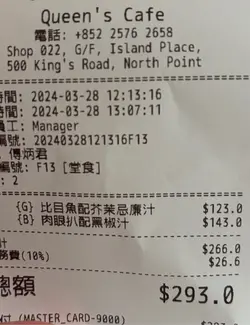 Queen's Cafe
電話: +852 2576 2658
Shop 022, G/F, Island Place,
500 King's Road, North Point
時間: 2024-03-28 12:13:16
時間: 2024-03-28 13:07:11
員工: Manager
編號: 20240328121316F13
: 傅炳君
編號: F13 [堂食]
: 2
{G} 比目魚配芥茉忌廉汁 $123.0
{B} 肉眼扒配黑椒汁 $143.0
計 $266.0
務費(10%) $26.6
總額 $293.0
付 (MASTER_CARD-9000)